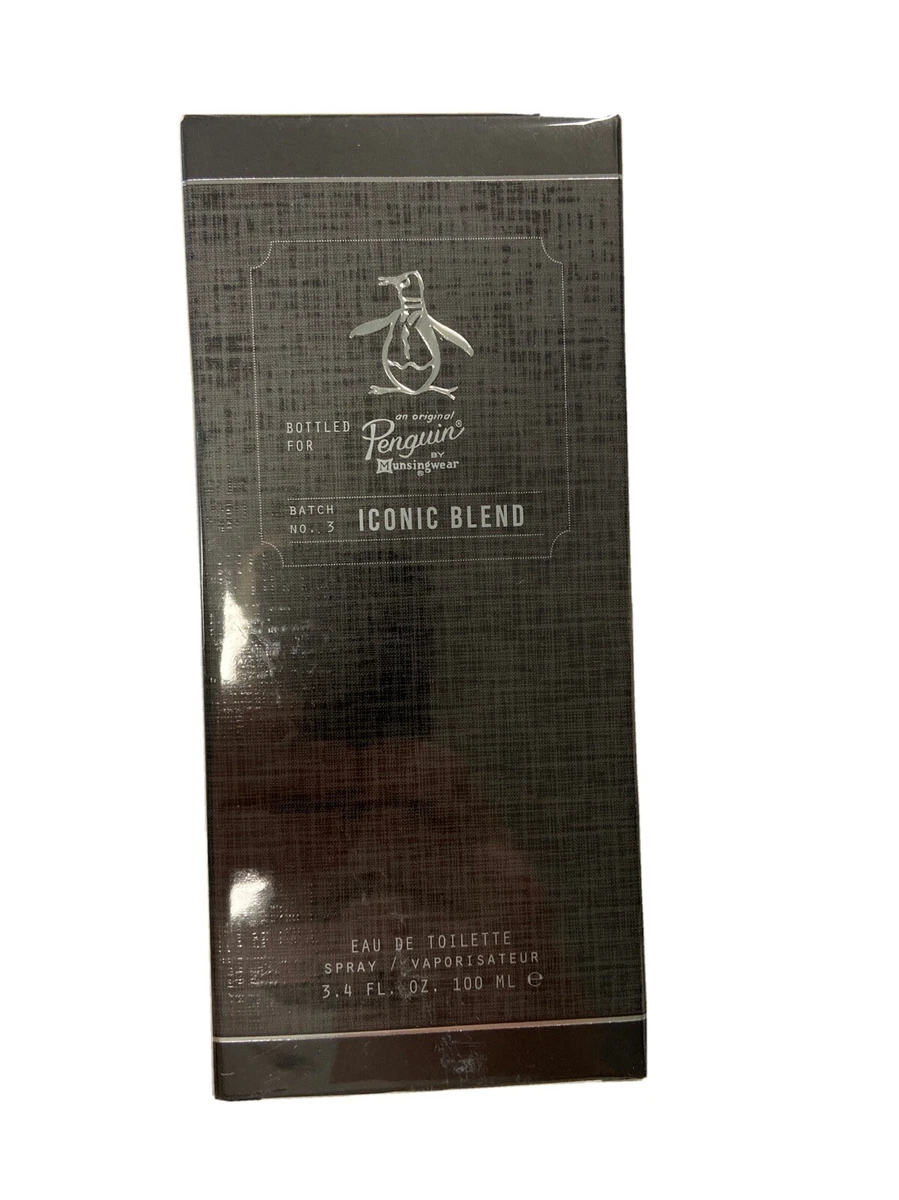 BOTTLED
FOR
an original
Penguin®
BY
Munsingwear
®
BATCH
NO. 3
ICONIC BLEND
EAU DE TOILETTE
SPRAY / VAPORISATEUR
3.4 FL. OZ. 100 ML ℮